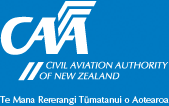 CAA
CIVIL AVIATION AUTHORITY
OF NEW ZEALAND
Te Mana Rererangi Tūmatanui o Aotearoa